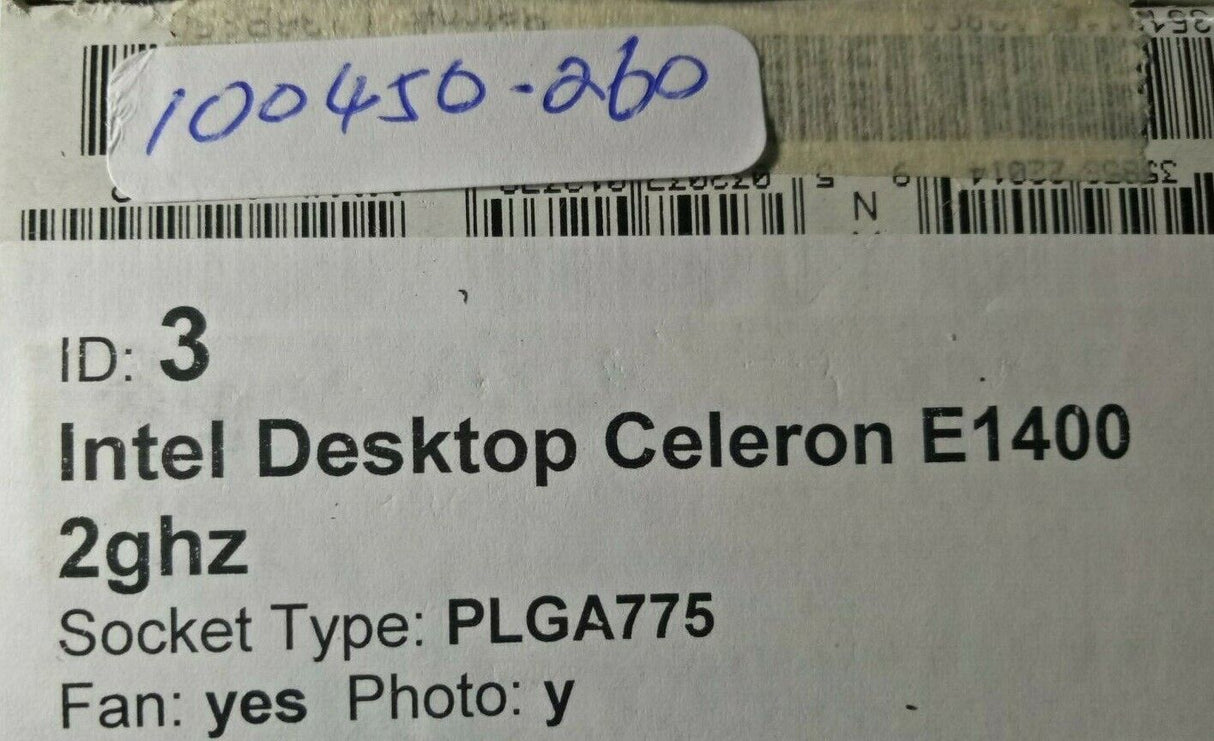 100450-260
N
ID: 3
Intel Desktop Celeron E1400
2ghz
Socket Type: PLGA775
Fan: yes Photo: y